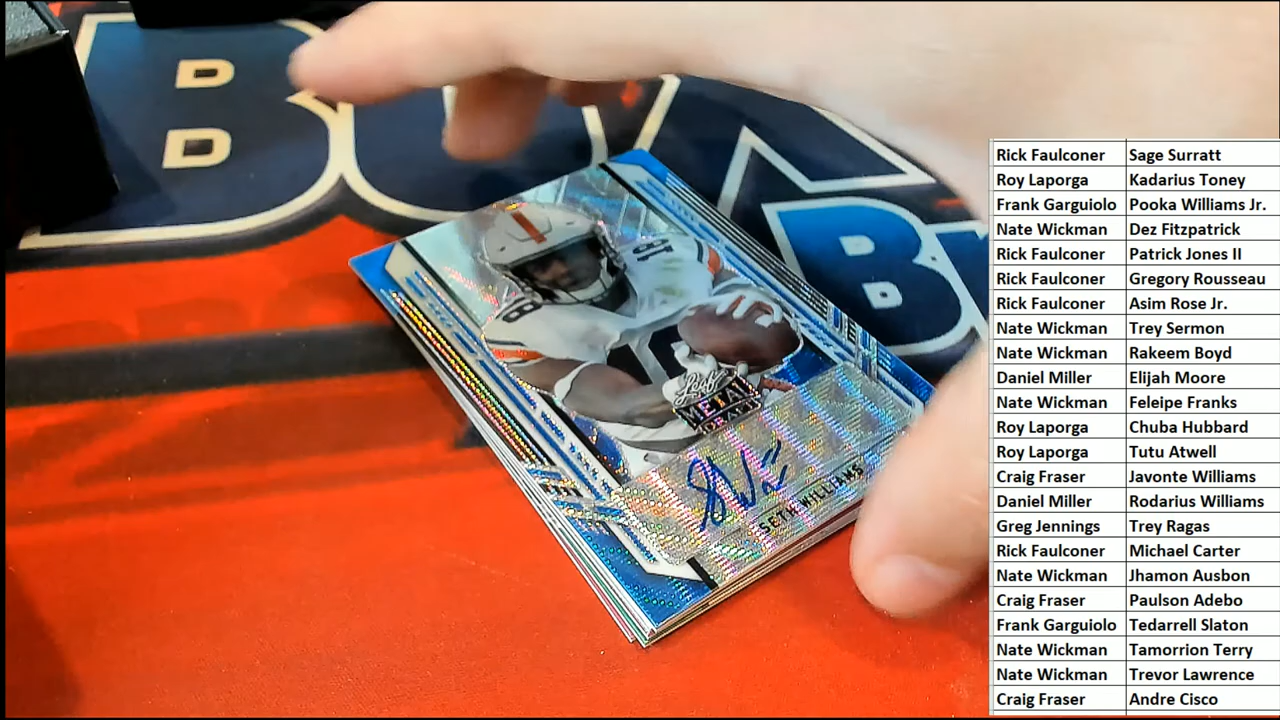 B
D
BOX
B
18
8
18
Leaf
METAL
DRAFT
SETH WILLIAMS
Rick Faulconer Sage Surratt
Roy Laporga Kadarius Toney
Frank Garguiolo Pooka Williams Jr.
Nate Wickman Dez Fitzpatrick
Rick Faulconer Patrick Jones II
Rick Faulconer Gregory Rousseau
Rick Faulconer Asim Rose Jr.
Nate Wickman Trey Sermon
Nate Wickman Rakeem Boyd
Daniel Miller Elijah Moore
Nate Wickman Feleipe Franks
Roy Laporga Chuba Hubbard
Roy Laporga Tutu Atwell
Craig Fraser Javonte Williams
Daniel Miller Rodarius Williams
Greg Jennings Trey Ragas
Rick Faulconer Michael Carter
Nate Wickman Jhamon Ausbon
Craig Fraser Paulson Adebo
Frank Garguiolo Tedarrell Slaton
Nate Wickman Tamorrion Terry
Nate Wickman Trevor Lawrence
Craig Fraser Andre Cisco